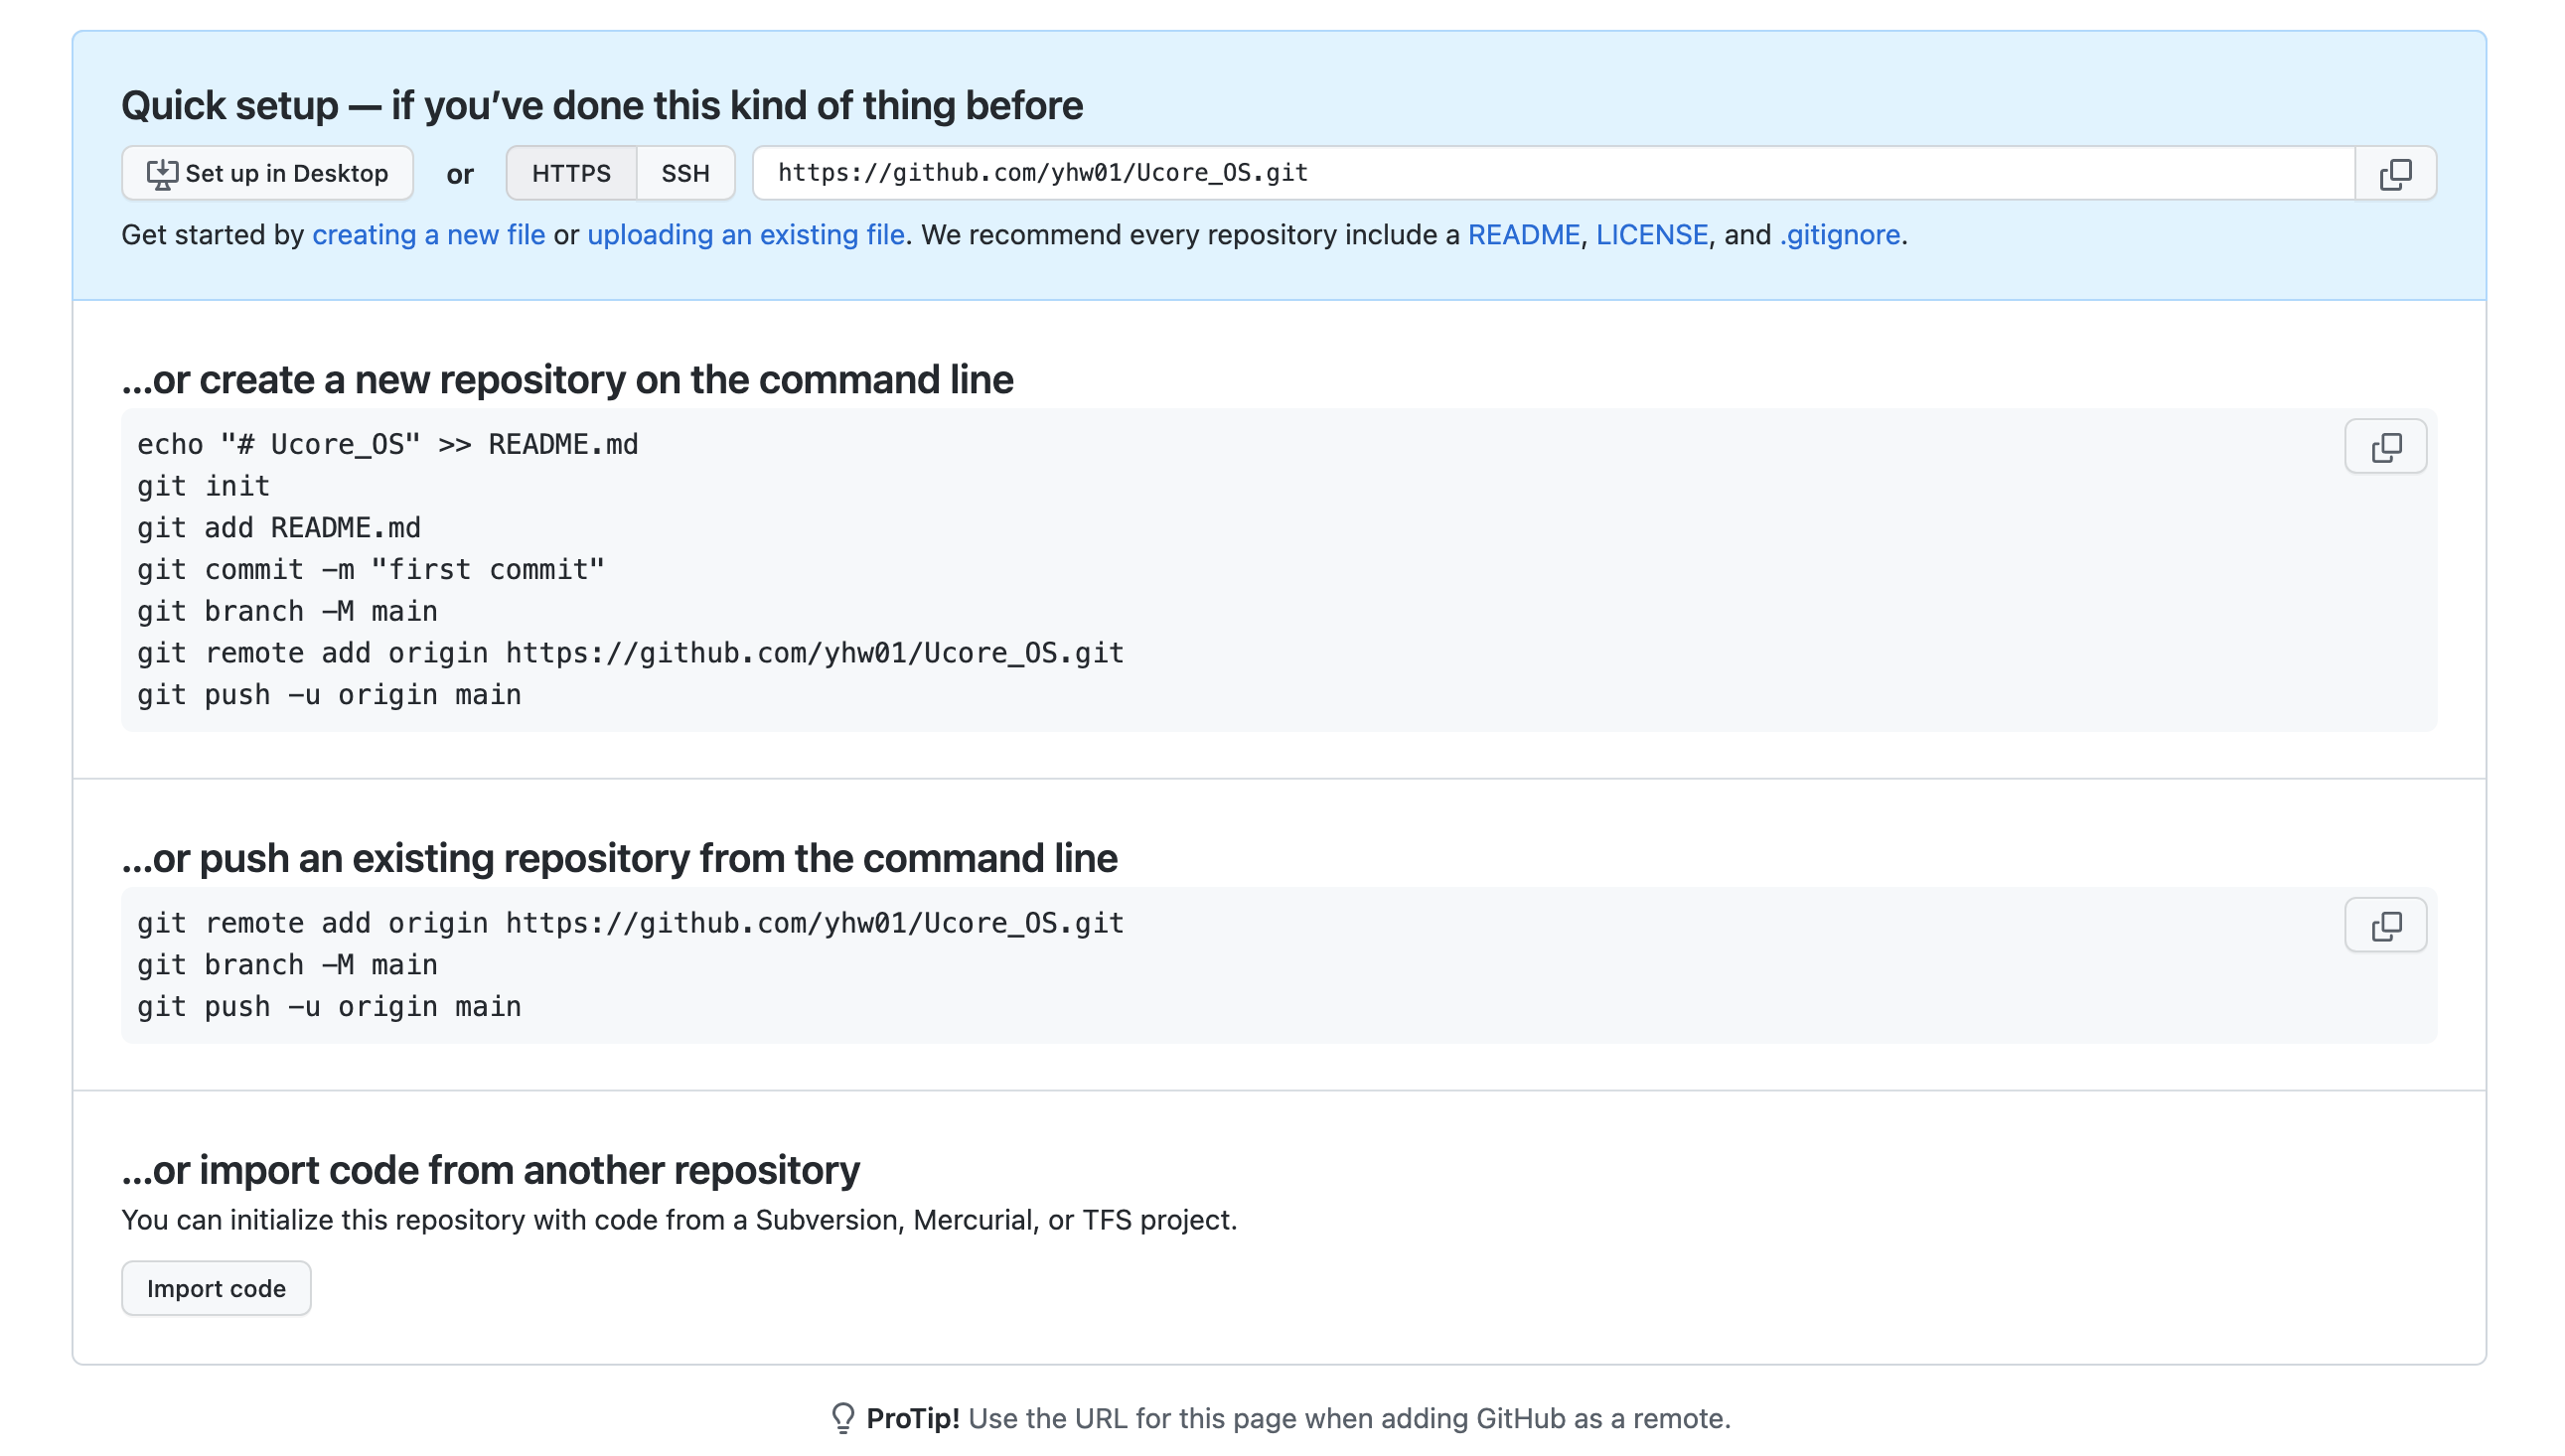 Quick setup — if you’ve done this kind of thing before
Set up in Desktop or HTTPS SSH https://github.com/yhw01/Ucore_OS.git
Get started by creating a new file or uploading an existing file. We recommend every repository include a README, LICENSE, and .gitignore.
…or create a new repository on the command line
echo "# Ucore_OS" >> README.md
git init
git add README.md
git commit -m "first commit"
git branch -M main
git remote add origin https://github.com/yhw01/Ucore_OS.git
git push -u origin main
…or push an existing repository from the command line
git remote add origin https://github.com/yhw01/Ucore_OS.git
git branch -M main
git push -u origin main
…or import code from another repository
You can initialize this repository with code from a Subversion, Mercurial, or TFS project.
Import code
ProTip! Use the URL for this page when adding GitHub as a remote.